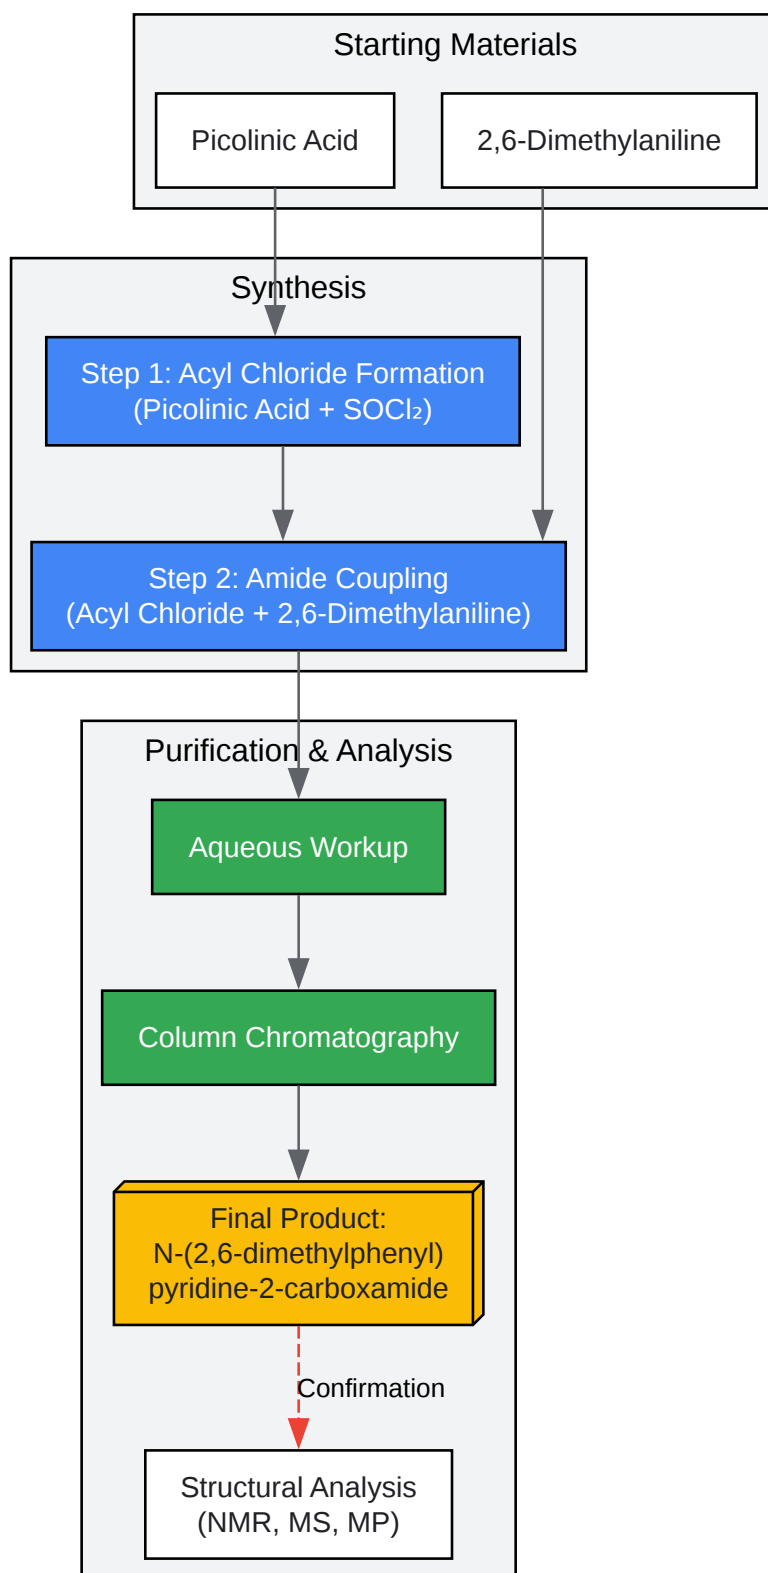 Starting Materials
Picolinic Acid
2,6-Dimethylaniline
Synthesis
Step 1: Acyl Chloride Formation
(Picolinic Acid + SOCl₂)
Step 2: Amide Coupling
(Acyl Chloride + 2,6-Dimethylaniline)
Purification & Analysis
Aqueous Workup
Column Chromatography
Final Product:
N-(2,6-dimethylphenyl)
pyridine-2-carboxamide
Confirmation
Structural Analysis
(NMR, MS, MP)